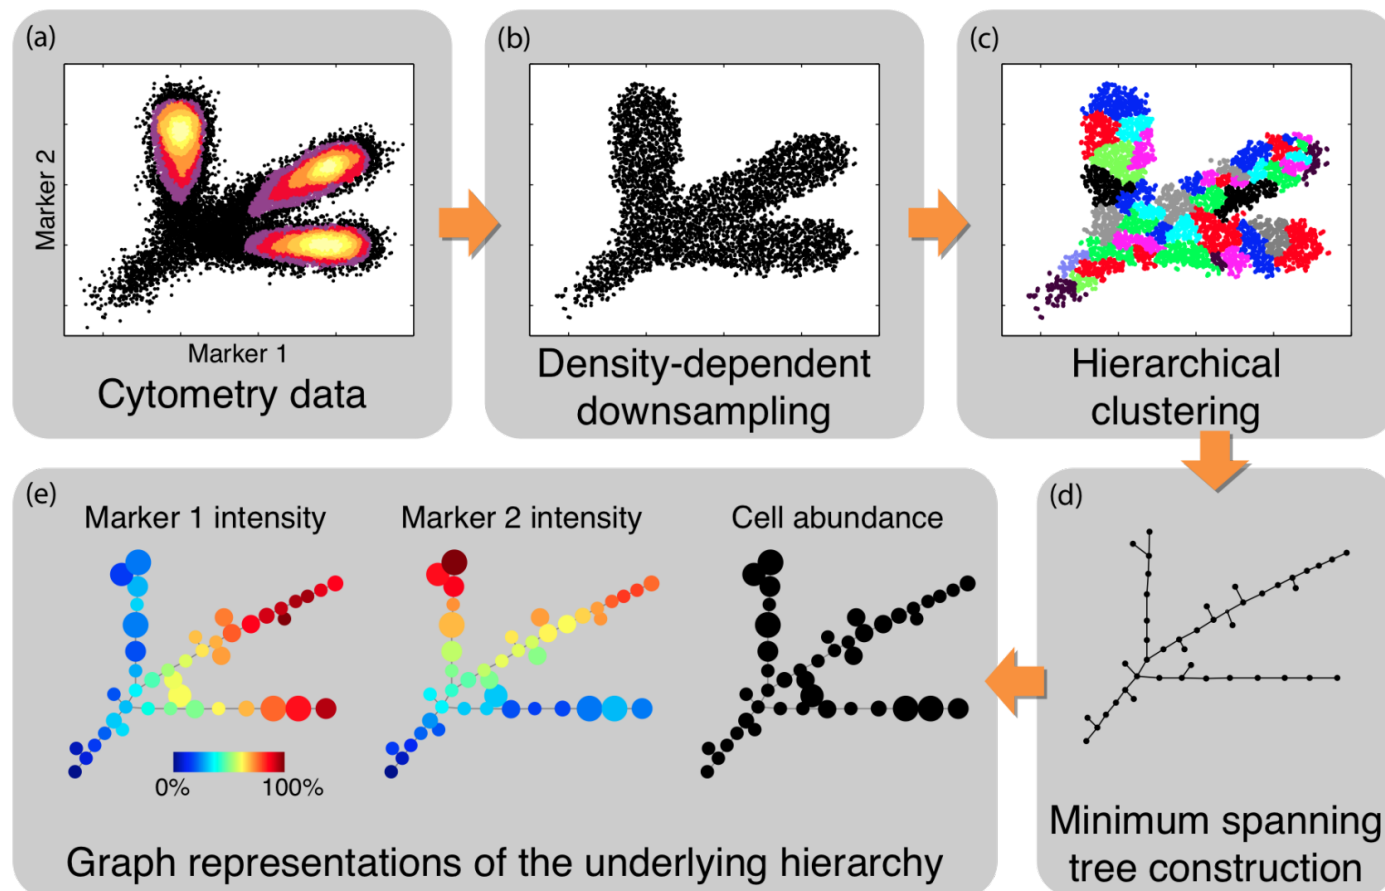 (a)
Marker 2
Marker 1
Cytometry data
(b)
Density-dependent
downsampling
(c)
Hierarchical
clustering
(d)
Minimum spanning
tree construction
(e)
Marker 1 intensity
Marker 2 intensity
Cell abundance
0%
100%
Graph representations of the underlying hierarchy